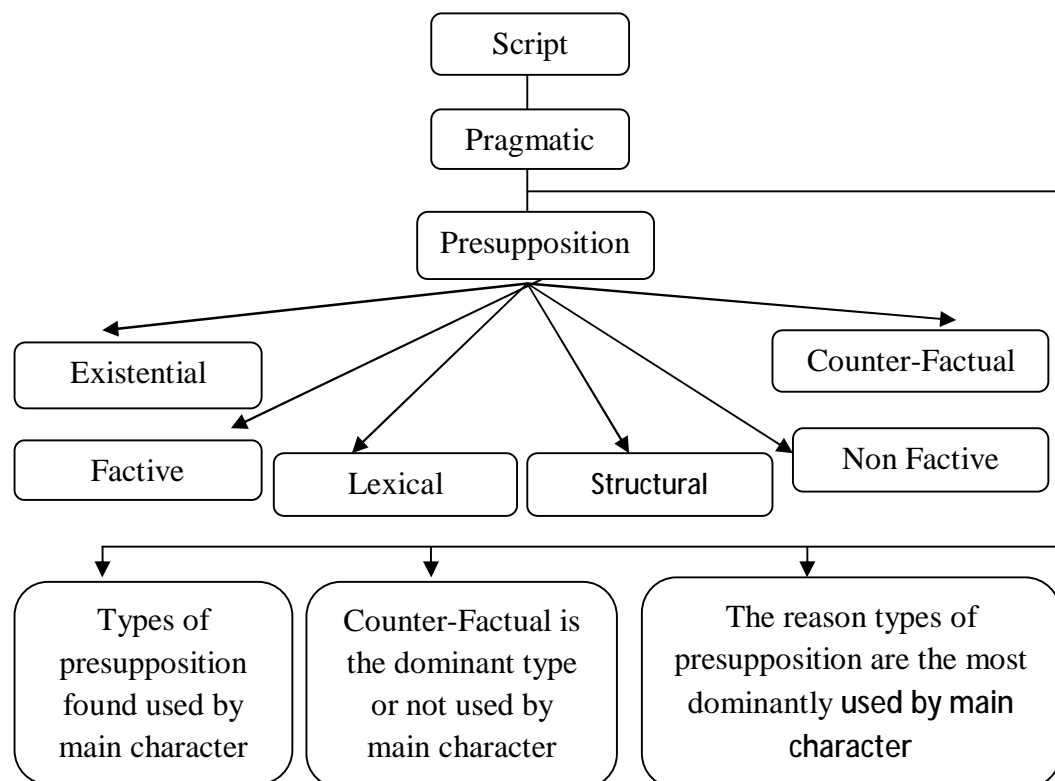 Script
Pragmatic
Presupposition
Existential
Counter-Factual
Factive
Lexical
Structural
Non Factive
Types of
presupposition
found used by
main character
Counter-Factual is
the dominant type
or not used by
main character
The reason types of
presupposition are the most
dominantly used by main
character